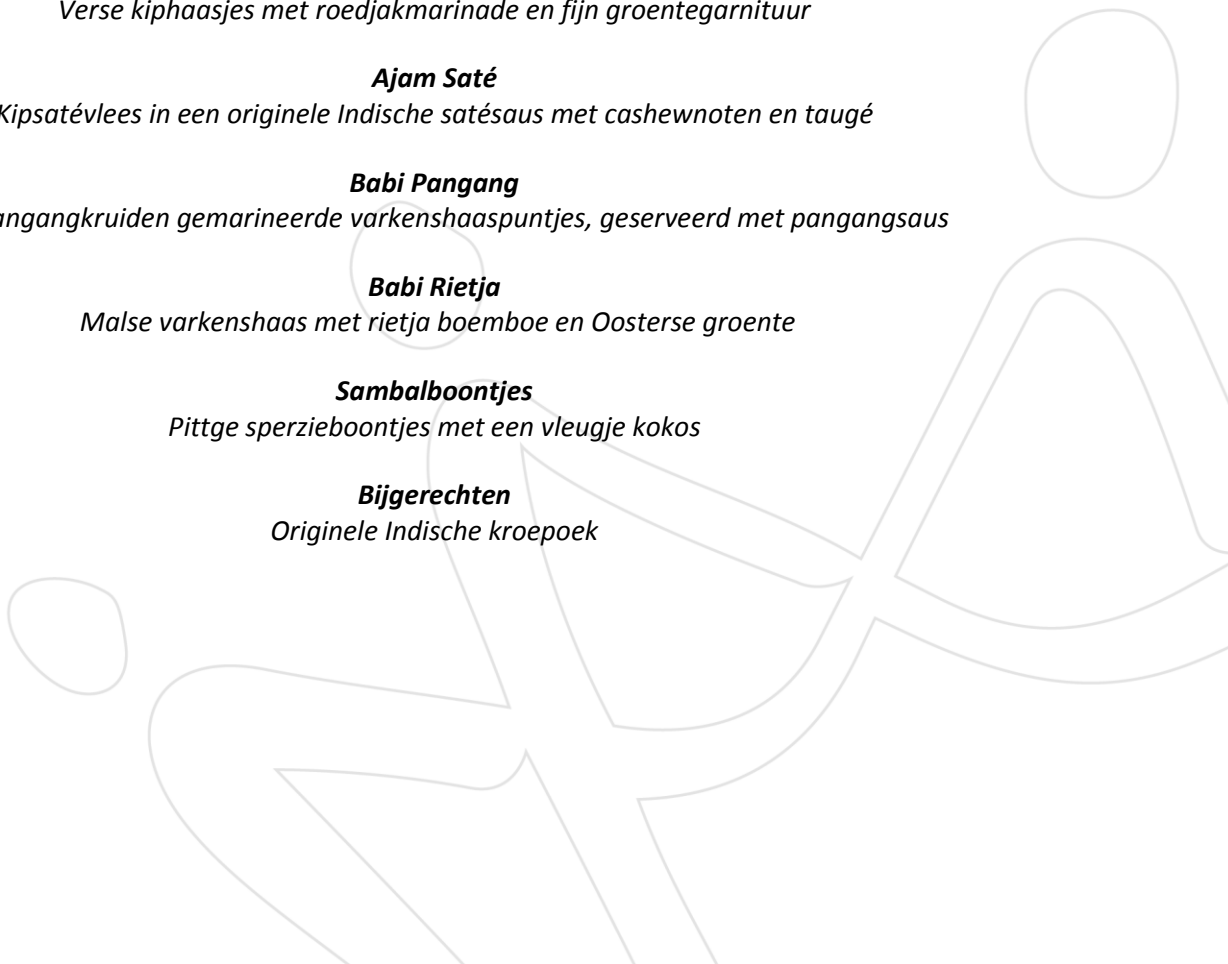 Verse kiphaasjes met roedjakmarinade en fijn groentegarnituur
Ajam Saté
Kipsatévlees in een originele Indische satésaus met cashewnoten en taugé
Babi Pangang
gemarineerde varkenshaaspuntjes, geserveerd met pangangsaus
Babi Rietja
Malse varkenshaas met rietja boemboe en Oosterse groente
Sambalboontjes
Pittge sperzieboontjes met een vleugje kokos
Bijgerechten
Originele Indische kroepoek